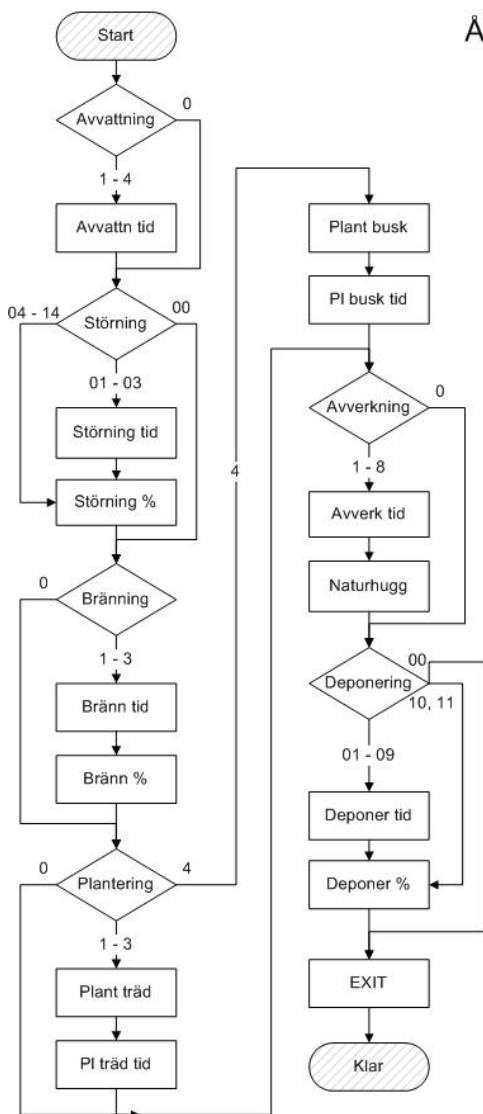 Start
Å
Avvattning
0
1 - 4
Avvattn tid
04 - 14
Störning
00
01 - 03
Störning tid
Störning %
0
Bränning
1 - 3
Bränn tid
Bränn %
0
Plantering
4
1 - 3
Plant träd
Pl träd tid
4
Plant busk
Pl busk tid
Avverkning
0
1 - 8
Avverk tid
Naturhugg
Deponering
00
10, 11
01 - 09
Deponer tid
Deponer %
EXIT
Klar